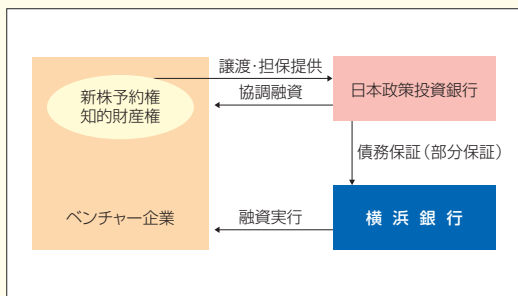 譲渡・担保提供
新株予約権
知的財産権
協調融資
日本政策投資銀行
債務保証(部分保証)
ベンチャー企業
融資実行
横浜銀行